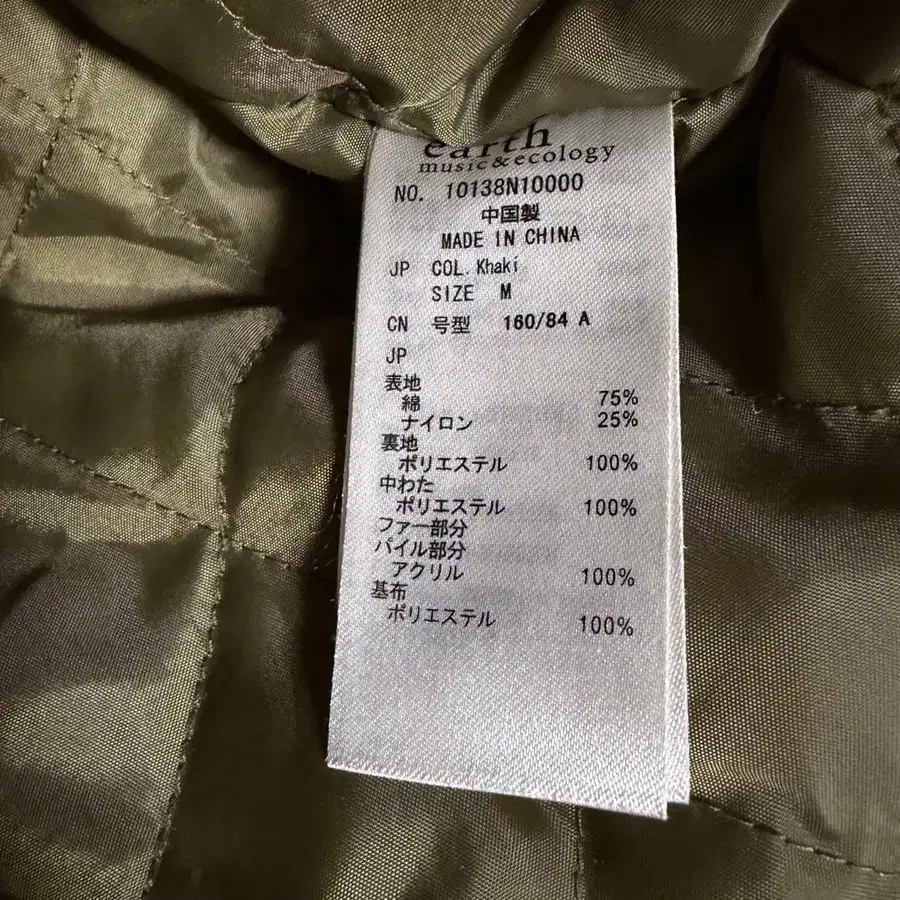 earth
music&ecology
NO. 10138N10000
中国製
MADE IN CHINA
JP COL. Khaki
SIZE M
CN 号型 160/84 A
JP
表地
綿 75%
ナイロン 25%
裏地
ポリエステル 100%
中わた
ポリエステル 100%
ファー部分
パイル部分
アクリル 100%
基布
ポリエステル 100%